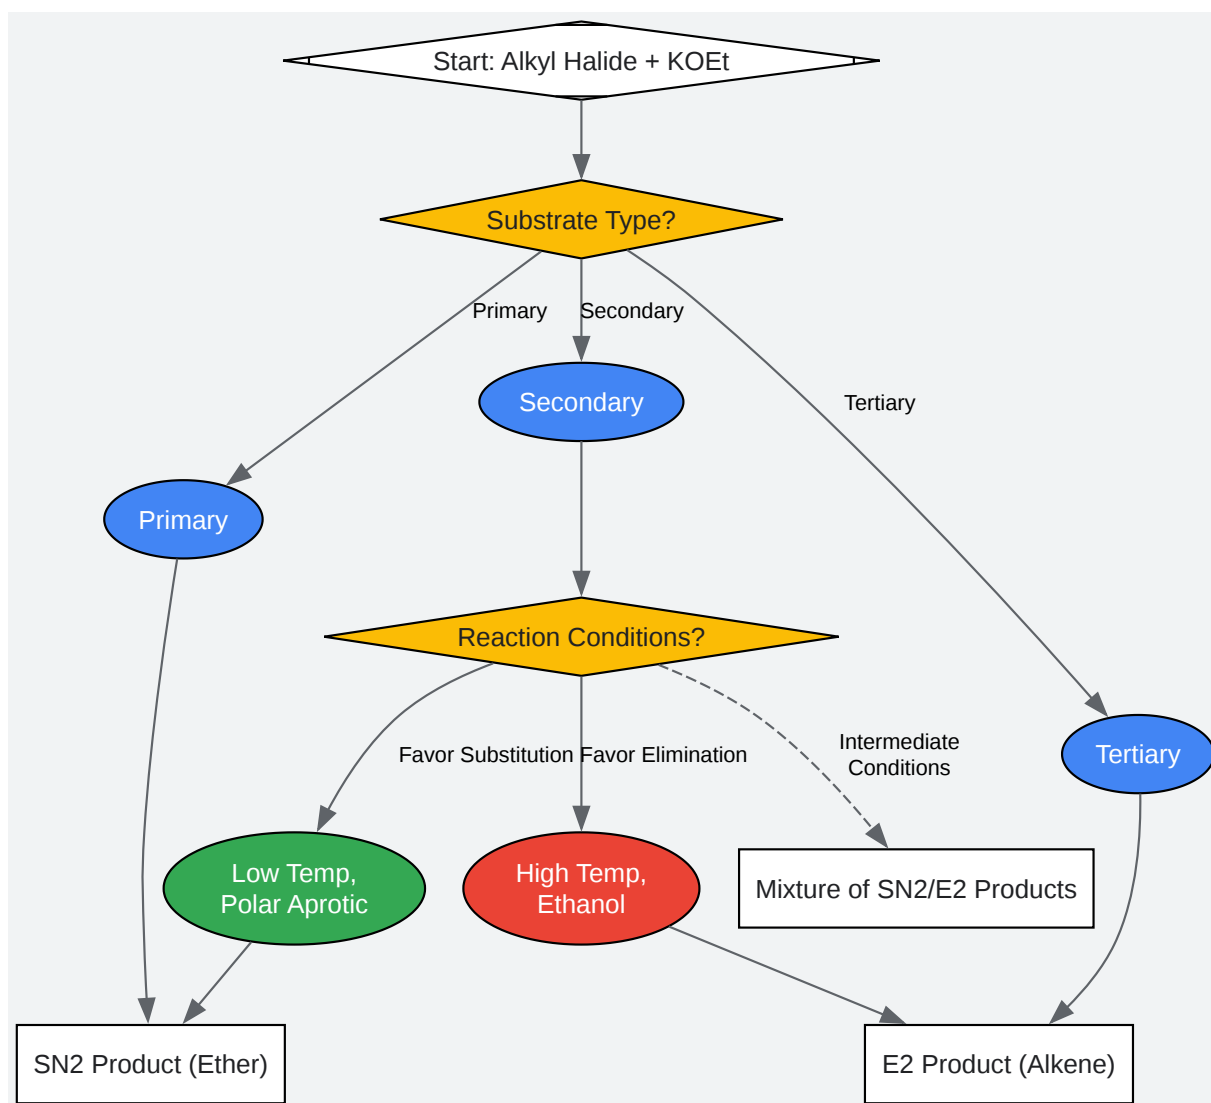 Start: Alkyl Halide + KOEt
Substrate Type?
Primary
Secondary
Tertiary
Secondary
Primary
Reaction Conditions?
Favor Substitution
Favor Elimination
Intermediate
Conditions
Tertiary
Low Temp,
Polar Aprotic
High Temp,
Ethanol
Mixture of SN2/E2 Products
SN2 Product (Ether)
E2 Product (Alkene)